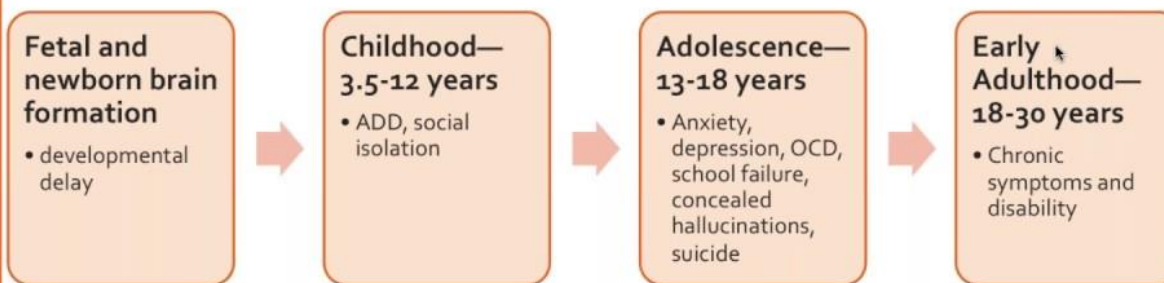 Fetal and
newborn brain
formation
• developmental
delay
Childhood—
3.5-12 years
• ADD, social
isolation
Adolescence—
13-18 years
• Anxiety,
depression, OCD,
school failure,
concealed
hallucinations,
suicide
Early
Adulthood—
18-30 years
• Chronic
symptoms and
disability